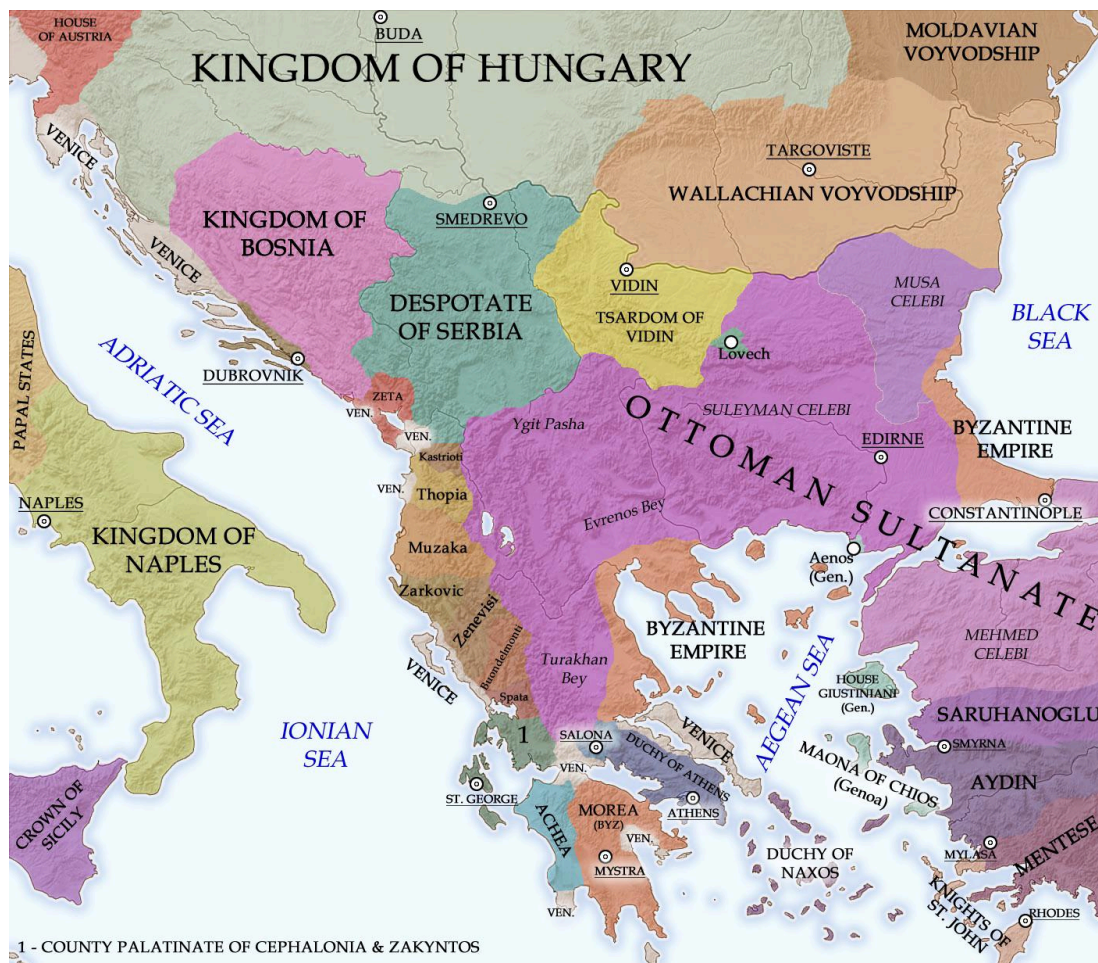 HOUSE
OF AUSTRIA
BUDA
KINGDOM OF HUNGARY
MOLDAVIAN
VOYVODSHIP
VENICE
TARGOVISTE
WALLACHIAN VOYVODSHIP
KINGDOM OF
BOSNIA
SMEDREVO
VENICE
VIDIN
MUSA
CELEBI
DESPOTATE
OF SERBIA
TSARDOM OF
VIDIN
BLACK
SEA
Lovech
ADRIATIC SEA
DUBROVNIK
PAPAL STATES
ZETA
VEN.
VEN.
Ygit Pasha
SULEYMAN CELEBI
OTTOMAN SULTANATE
EDIRNE
BYZANTINE
EMPIRE
Kastrioti
VEN.
Thopia
NAPLES
KINGDOM OF
NAPLES
Evrenos Bey
CONSTANTINOPLE
Muzaka
Aenos
(Gen.)
Zarkovic
Zenevisi
BYZANTINE
EMPIRE
MEHMED
CELEBI
Buondelmonti
Turakhan
Bey
VENICE
AEGEAN SEA
HOUSE
GIUSTINIANI
(Gen.)
Spata
SARUHANOGLU
IONIAN
SEA
1
SALONA
VENICE
SMYRNA
VEN.
DUCHY OF ATHENS
MAONA OF CHIOS
(Genoa)
AYDIN
ST. GEORGE
ATHENS
CROWN OF
SICILY
ACHEA
MOREA
(BYZ)
VEN.
MYLASA
MENTESE
DUCHY OF
NAXOS
MYSTRA
VEN.
KNIGHTS OF
ST. JOHN
RHODES
1 - COUNTY PALATINATE OF CEPHALONIA & ZAKYNTOS